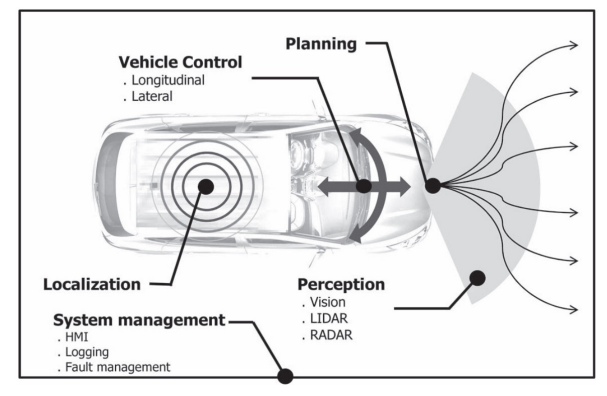 Planning
Vehicle Control
. Longitudinal
. Lateral
Localization
Perception
. Vision
. LIDAR
. RADAR
System management
. HMI
. Logging
. Fault management